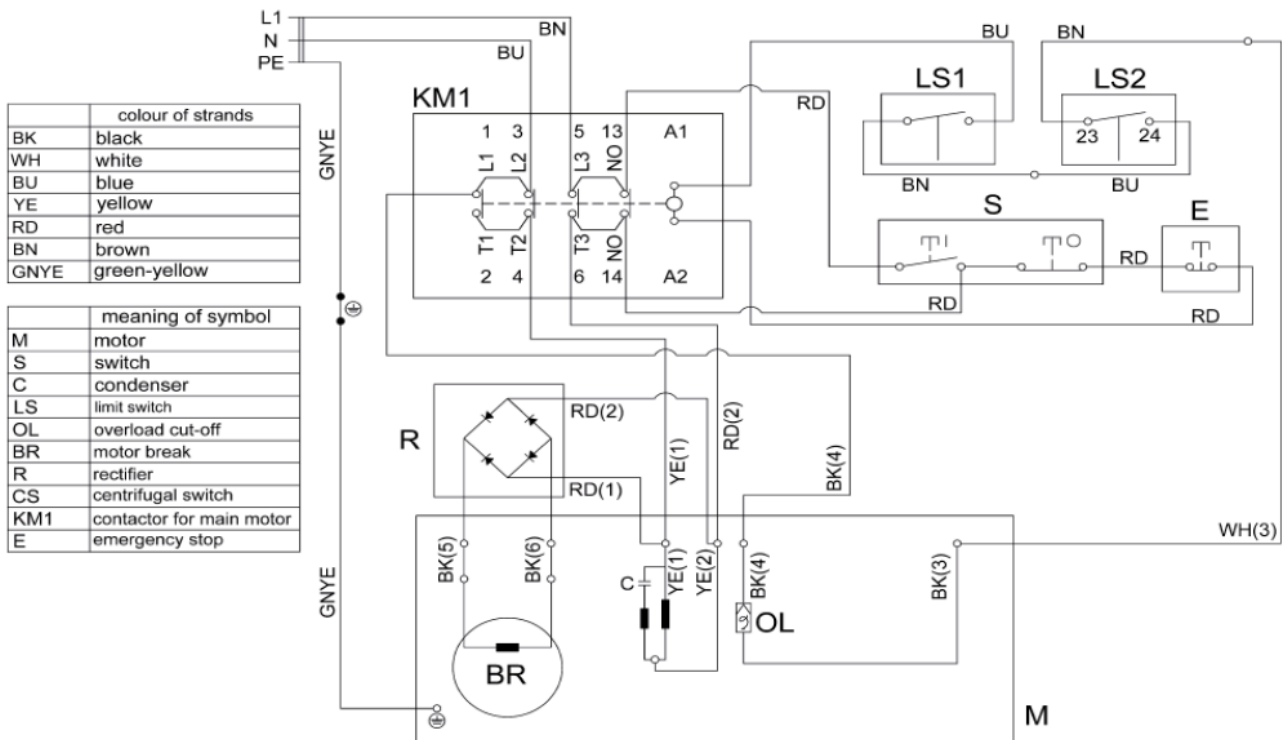 L1
N
PE
BN
BU
GNYE
colour of strands
BK black
WH white
BU blue
YE yellow
RD red
BN brown
GNYE green-yellow
meaning of symbol
M motor
S switch
C condenser
LS limit switch
OL overload cut-off
BR motor break
R rectifier
CS centrifugal switch
KM1 contactor for main motor
E emergency stop
GNYE
KM1
1 3 5 13 A1
L1 L2 L3 NO
T1 T2 T3 NO
2 4 6 14 A2
RD
BU
BN
LS1
LS2
23 24
BN
BU
S
E
I
O
RD
RD
RD
R
RD(2)
RD(1)
YE(1)
RD(2)
BK(4)
WH(3)
BK(5)
BK(6)
C
YE(1)
YE(2)
BK(4)
BK(3)
OL
BR
M